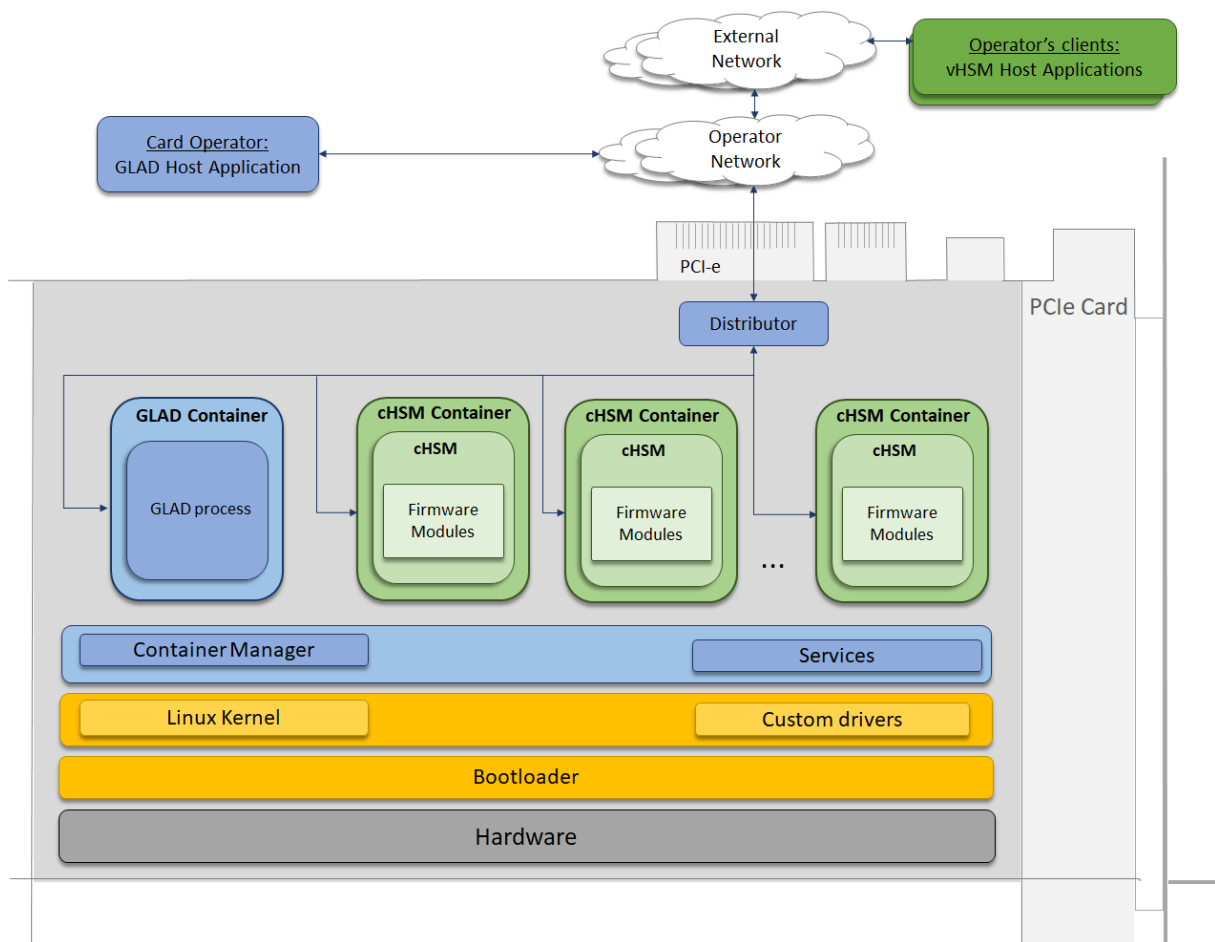 External
Network
Operator's clients:
vHSM Host Applications
Card Operator:
GLAD Host Application
Operator
Network
PCI-e
PCIe Card
Distributor
GLAD Container
GLAD process
cHSM Container
cHSM
Firmware
Modules
cHSM Container
cHSM
Firmware
Modules
...
cHSM Container
cHSM
Firmware
Modules
Container Manager
Services
Linux Kernel
Custom drivers
Bootloader
Hardware